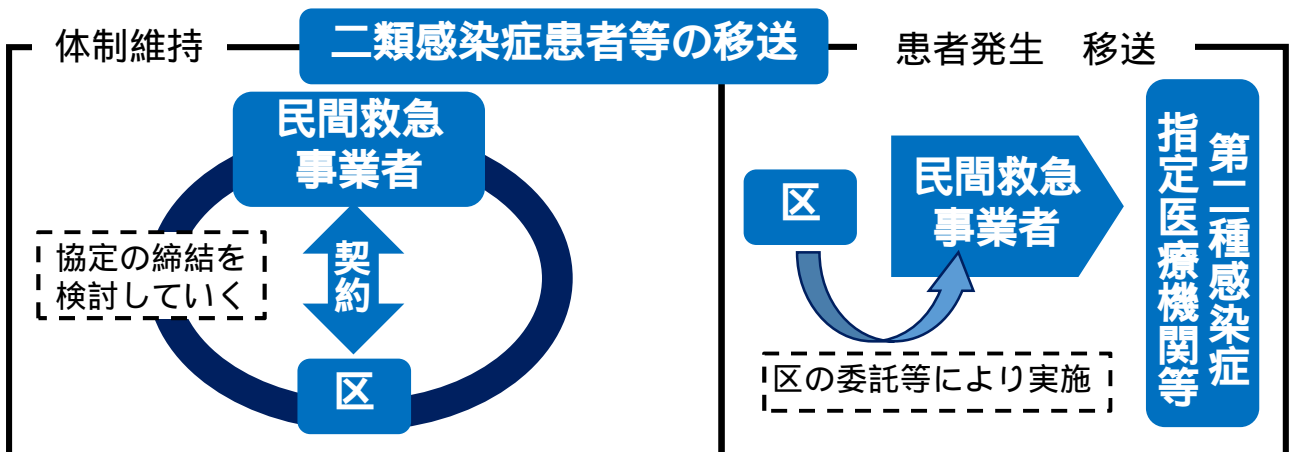 二類感染症患者等の移送
体制維持
民間救急
事業者
協定の締結を
検討していく
契約
区
患者発生　移送
区
民間救急
事業者
区の委託等により実施
第二種感染症
指定医療機関等